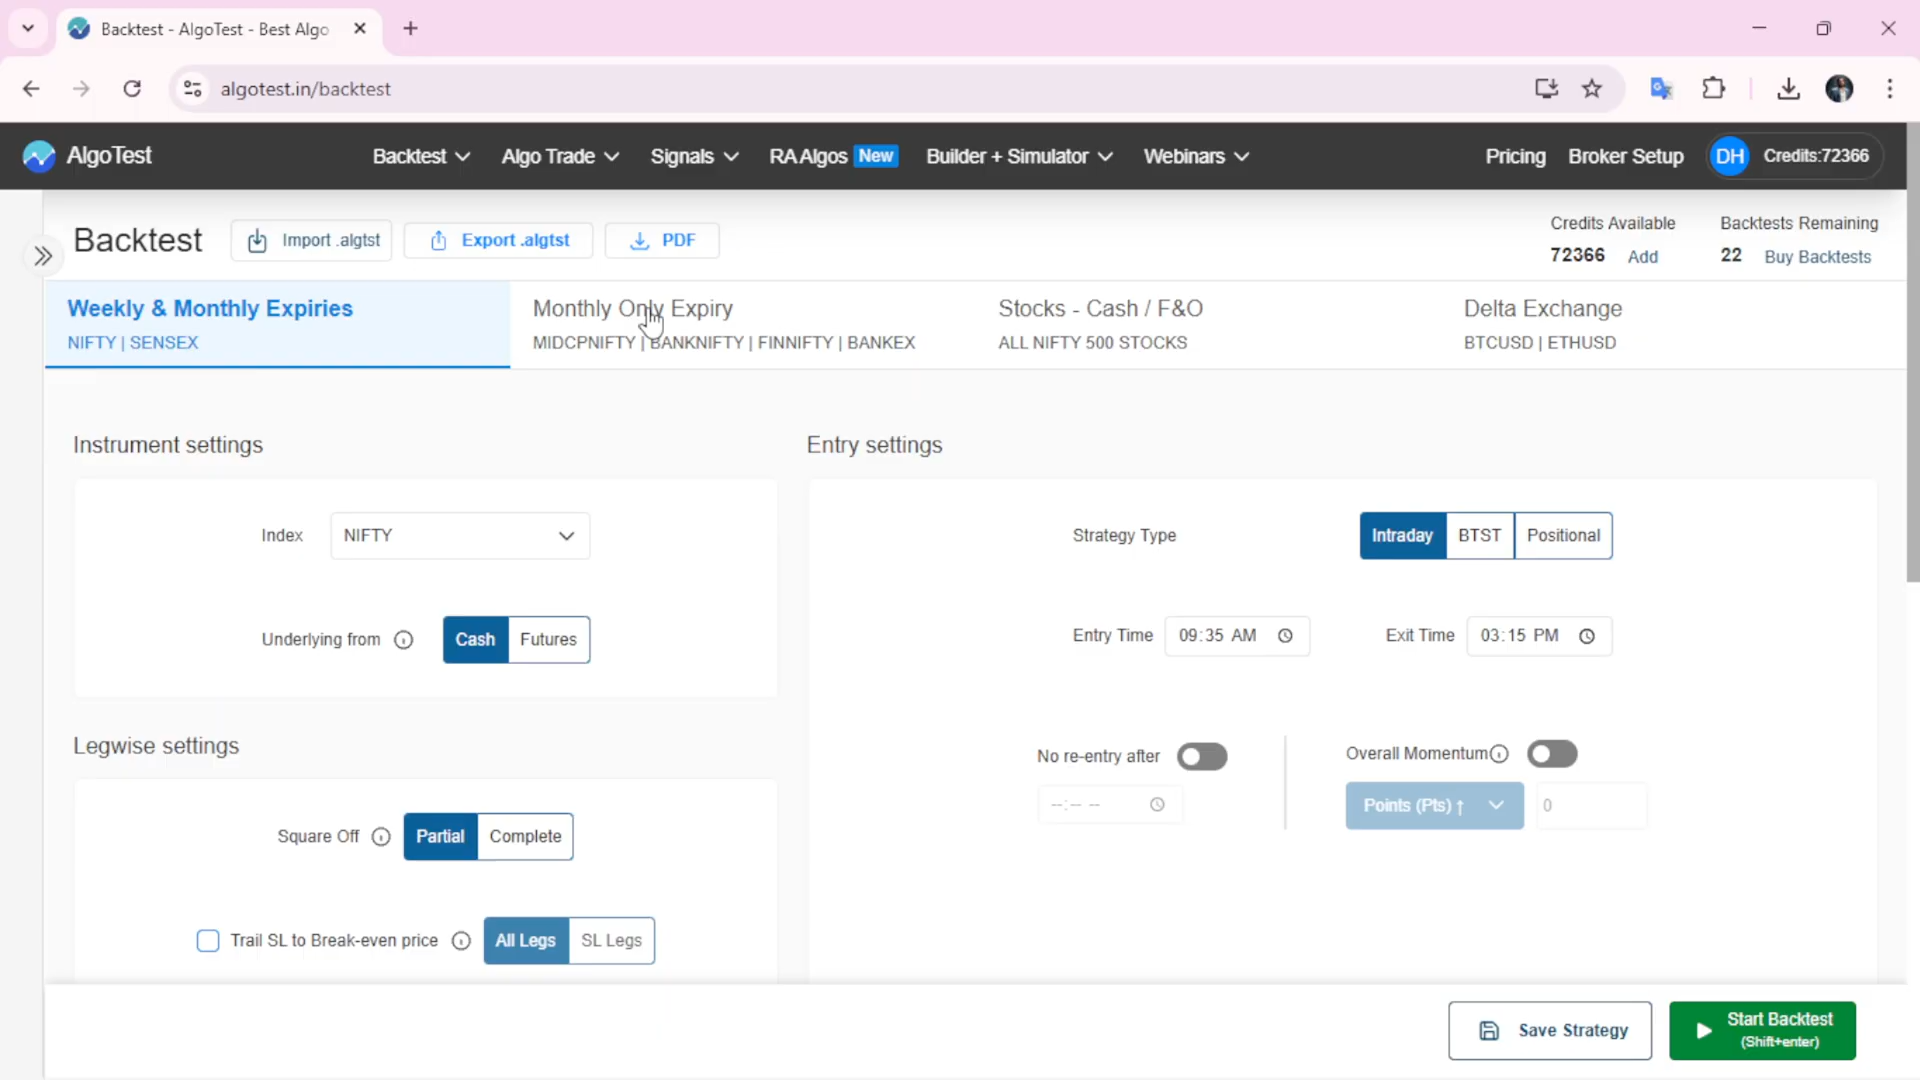 Backtest - AlgoTest - Best Algo
algotest.in/backtest
AlgoTest
Backtest
Algo Trade
Signals
RA Algos New
Builder + Simulator
Webinars
Pricing
Broker Setup
DH
Credits:72366
Backtest
Import .algtst
Export .algtst
PDF
Credits Available
72366 Add
Backtests Remaining
22 Buy Backtests
Weekly & Monthly Expiries
NIFTY | SENSEX
Monthly Only Expiry
MIDCPNIFTY | BANKNIFTY | FINNIFTY | BANKEX
Stocks - Cash / F&O
ALL NIFTY 500 STOCKS
Delta Exchange
BTCUSD | ETHUSD
Instrument settings
Index NIFTY
Underlying from Cash Futures
Legwise settings
Square Off Partial Complete
Trail SL to Break-even price All Legs SL Legs
Entry settings
Strategy Type Intraday BTST Positional
Entry Time 09:35 AM Exit Time 03:15 PM
No re-entry after
--:-- --
Overall Momentum
Points (Pts) ↑ 0
Save Strategy
Start Backtest
(Shift+enter)